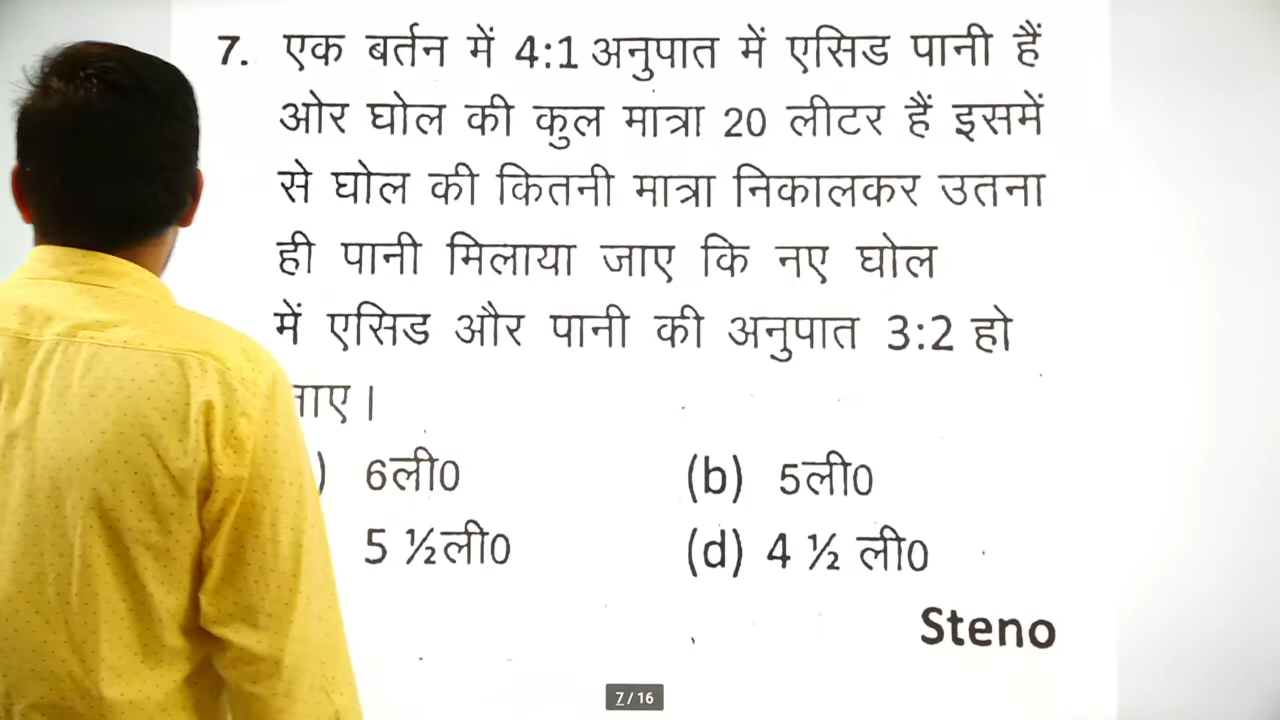 7. एक बर्तन में 4:1 अनुपात में एसिड पानी हैं
ओर घोल की कुल मात्रा 20 लीटर हैं इसमें
से घोल की कितनी मात्रा निकालकर उतना
ही पानी मिलाया जाए कि नए घोल
में एसिड और पानी की अनुपात 3:2 हो
) 6ली0 (b) 5ली0
5 ½ली0 (d) 4 ½ ली0
Steno
7 / 16